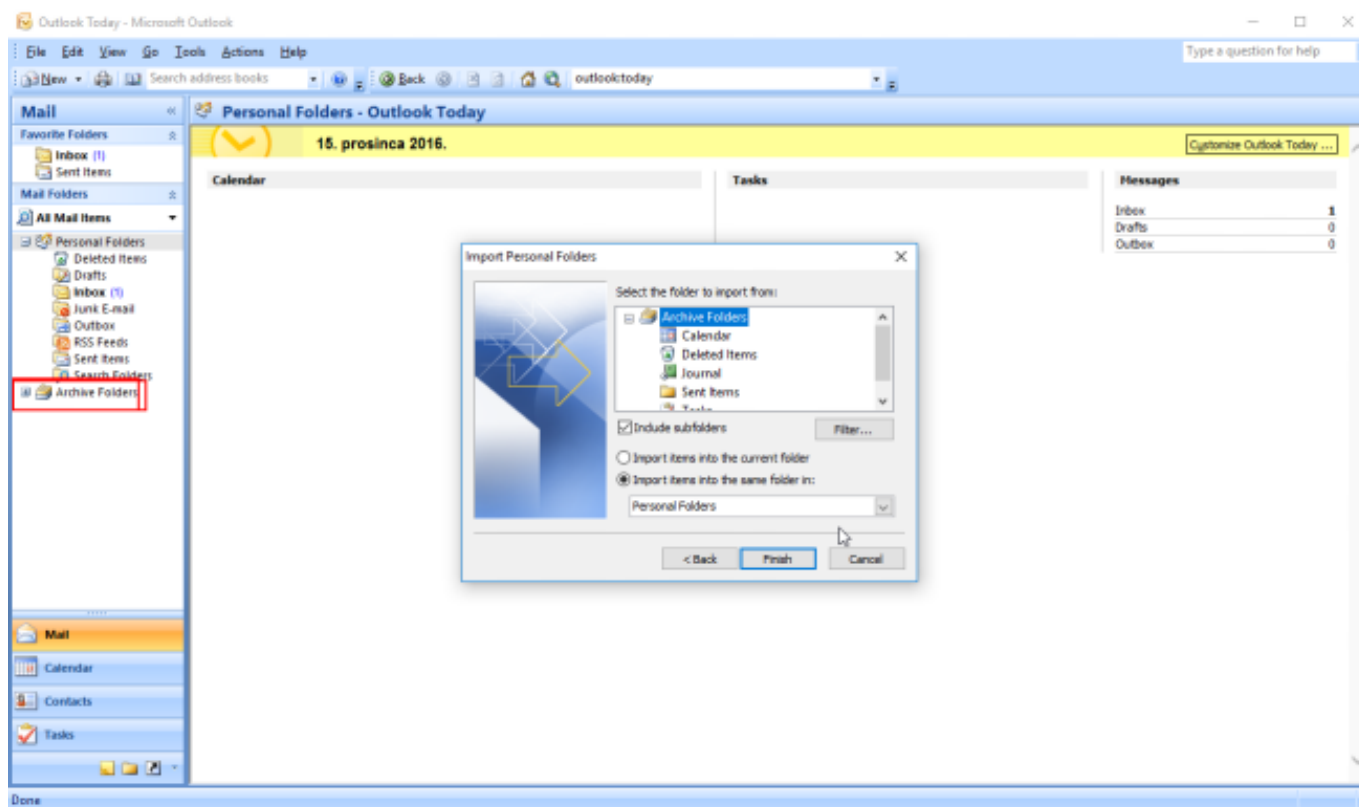 Outlook Today - Microsoft Outlook
File Edit View Go Tools Actions Help
Type a question for help
New Search address books Back outlook:today
Mail
Personal Folders - Outlook Today
Favorite Folders
Inbox (1)
Sent Items
15. prosinca 2016.
Customize Outlook Today ...
Mail Folders
All Mail Items
Personal Folders
Deleted Items
Drafts
Inbox (1)
Junk E-mail
Outbox
RSS Feeds
Sent Items
Search Folders
Archive Folders
Calendar
Tasks
Messages
Inbox 1
Drafts 0
Outbox 0
Import Personal Folders
Select the folder to import from:
Archive Folders
Calendar
Deleted Items
Journal
Sent Items
Tasks
Include subfolders
Filter...
Import items into the current folder
Import items into the same folder in:
Personal Folders
< Back Finish Cancel
Mail
Calendar
Contacts
Tasks
Done